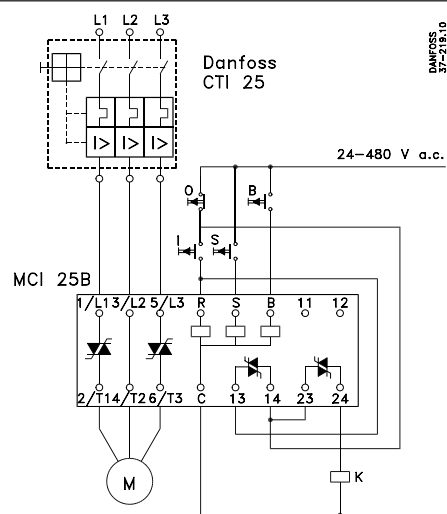 L1 L2 L3
DANFOSS
37-219.10
Danfoss
CTI 25
I> I> I>
24-480 V a.c.
O B
I S
MCI 25B
1/L1 3/L2 5/L3 R S B 11 12
2/T1 4/T2 6/T3 C 13 14 23 24
M
K